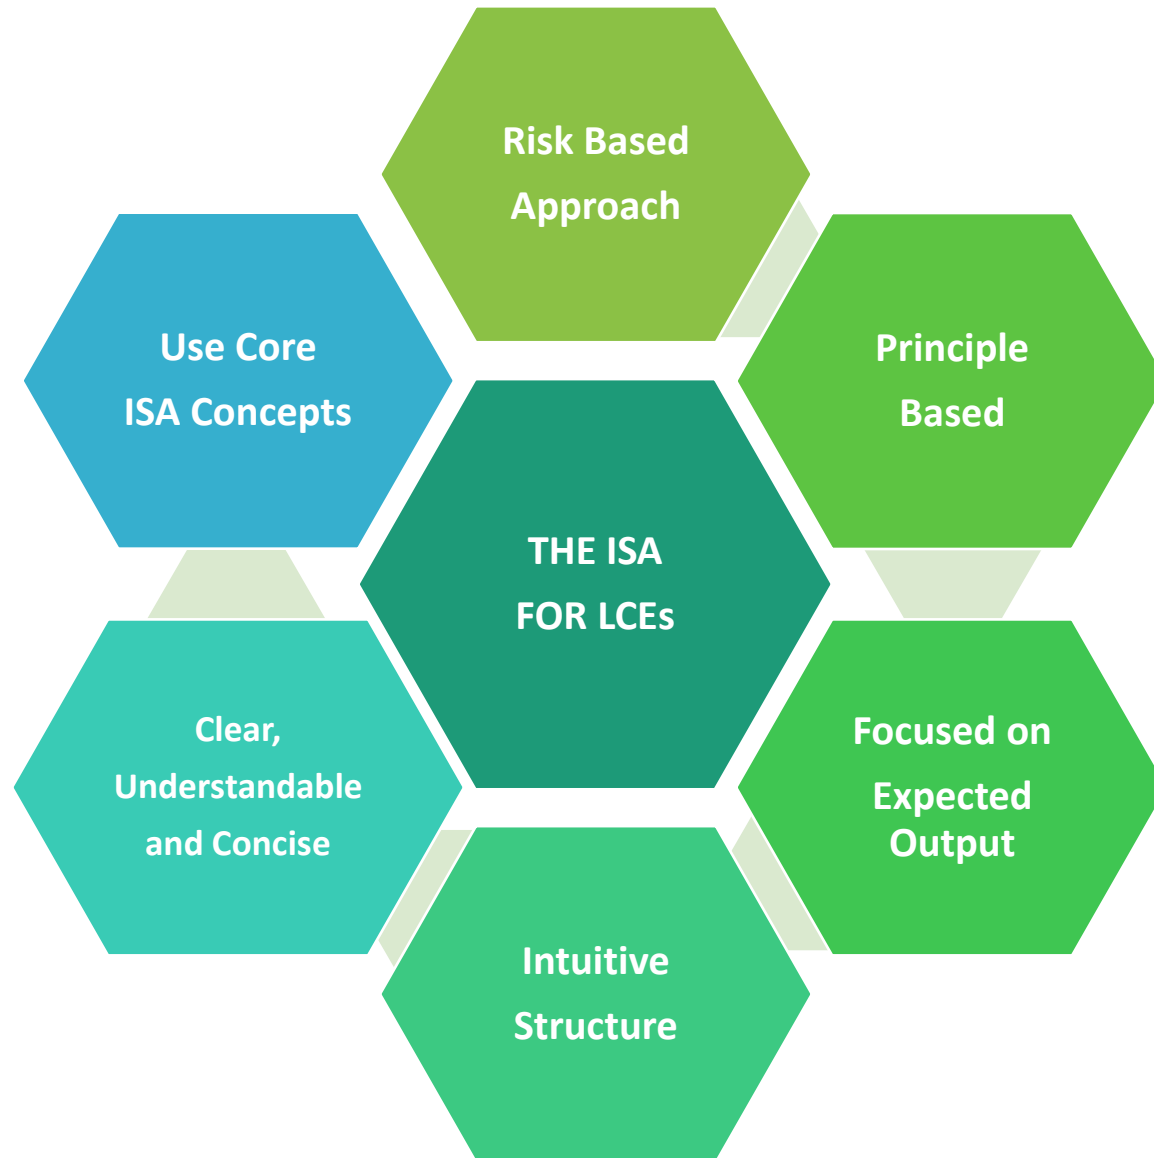 Risk Based
Approach
Principle
Based
Focused on
Expected
Output
Intuitive
Structure
Clear,
Understandable
and Concise
Use Core
ISA Concepts
THE ISA
FOR LCEs